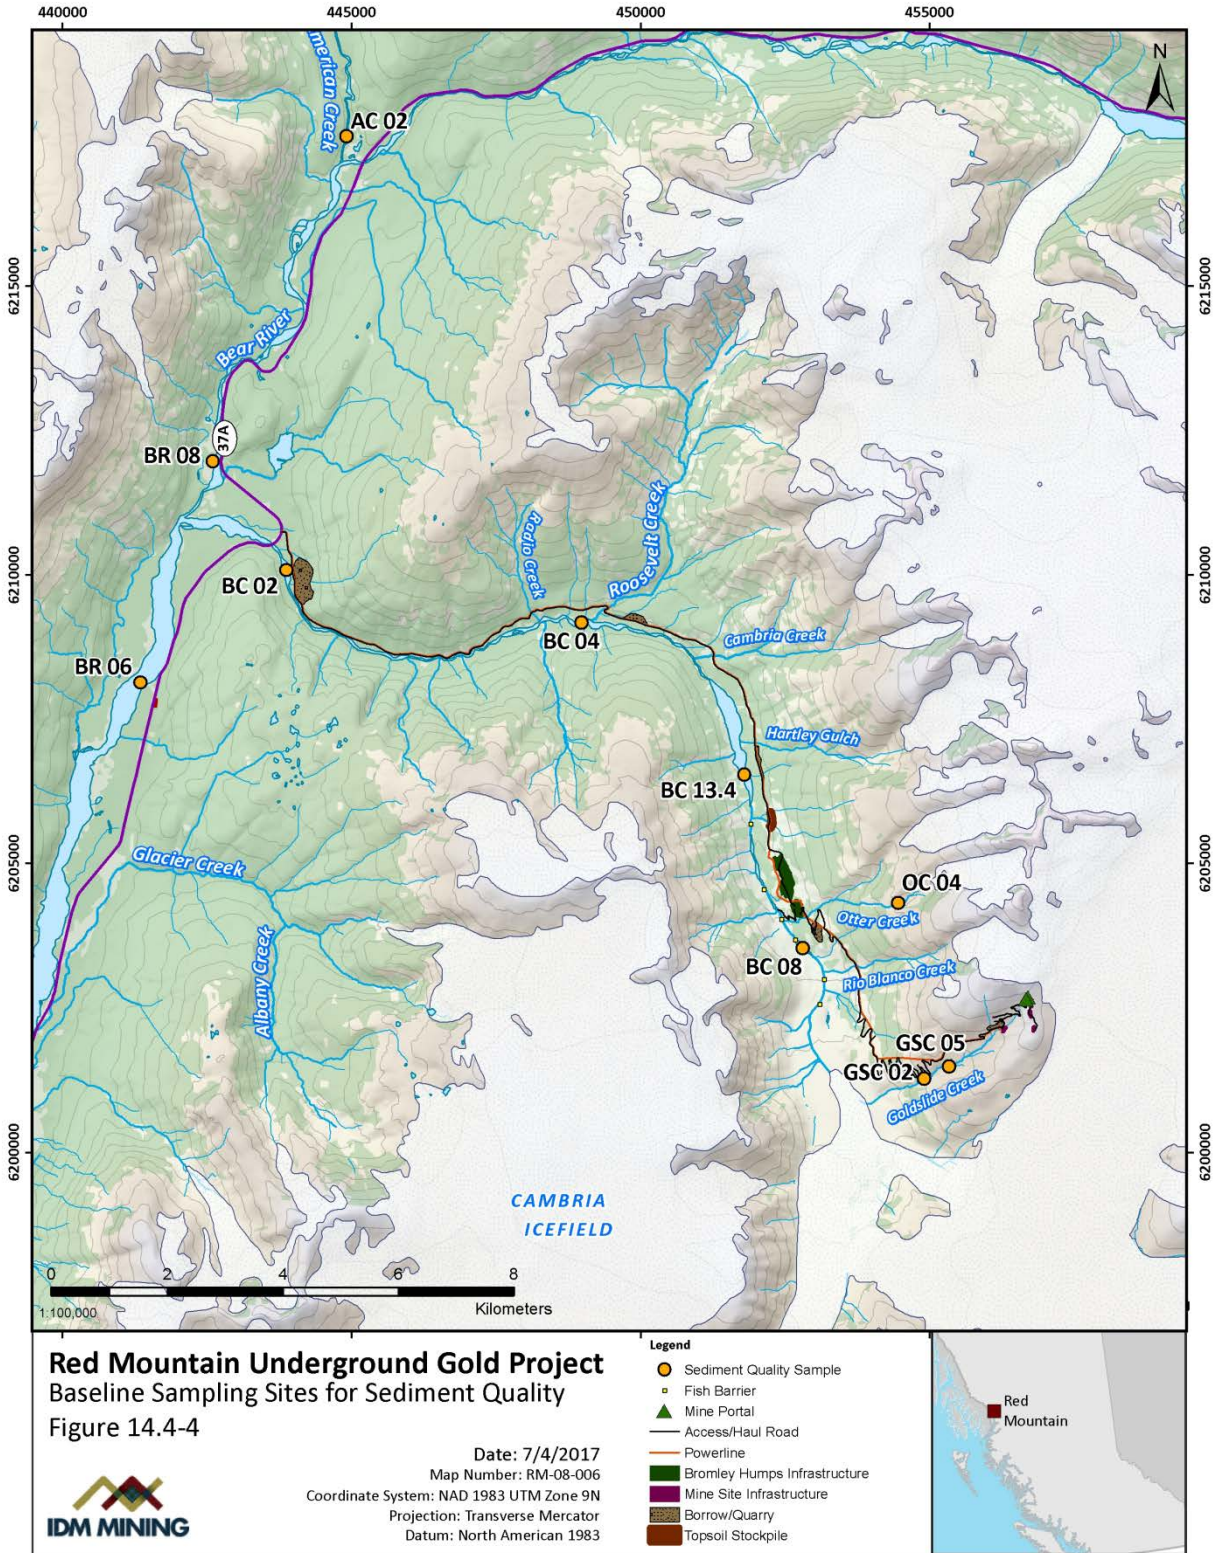 440000
445000
450000
455000
N
American Creek
AC 02
6215000
6215000
Bear River
37A
BR 08
Radio Creek
Roosevelt Creek
6210000
6210000
BC 02
BC 04
Cambria Creek
BR 06
Hartley Gulch
BC 13.4
Glacier Creek
6205000
6205000
OC 04
Otter Creek
Albany Creek
BC 08
Rio Blanco Creek
GSC 05
GSC 02
Goldslide Creek
6200000
6200000
CAMBRIA
ICEFIELD
0 2 4 6 8
1:100,000
Kilometers
Red Mountain Underground Gold Project
Baseline Sampling Sites for Sediment Quality
Figure 14.4-4
Date: 7/4/2017
Map Number: RM-08-006
Coordinate System: NAD 1983 UTM Zone 9N
Projection: Transverse Mercator
Datum: North American 1983
IDM MINING
Legend
Sediment Quality Sample
Fish Barrier
Mine Portal
Access/Haul Road
Powerline
Bromley Humps Infrastructure
Mine Site Infrastructure
Borrow/Quarry
Topsoil Stockpile
Red
Mountain